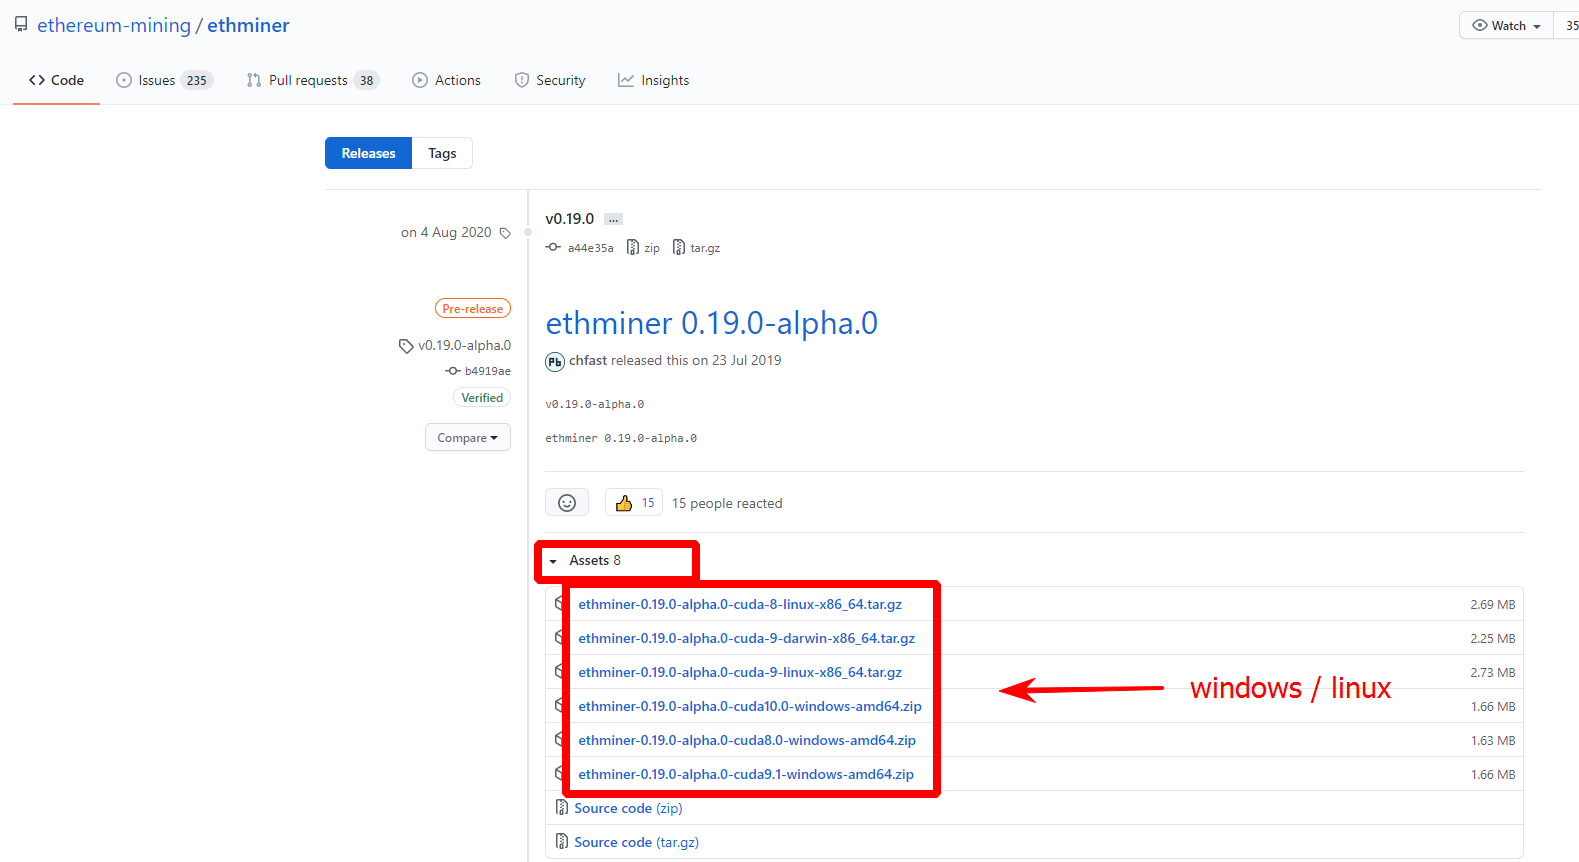 ethereum-mining / ethminer
Watch
35
Code
Issues 235
Pull requests 38
Actions
Security
Insights
Releases
Tags
on 4 Aug 2020
v0.19.0 ...
a44e35a zip tar.gz
Pre-release
v0.19.0-alpha.0
b4919ae
Verified
Compare
ethminer 0.19.0-alpha.0
chfast released this on 23 Jul 2019
v0.19.0-alpha.0
ethminer 0.19.0-alpha.0
15
15 people reacted
Assets 8
ethminer-0.19.0-alpha.0-cuda-8-linux-x86_64.tar.gz 2.69 MB
ethminer-0.19.0-alpha.0-cuda-9-darwin-x86_64.tar.gz 2.25 MB
ethminer-0.19.0-alpha.0-cuda-9-linux-x86_64.tar.gz 2.73 MB
windows / linux
ethminer-0.19.0-alpha.0-cuda10.0-windows-amd64.zip 1.66 MB
ethminer-0.19.0-alpha.0-cuda8.0-windows-amd64.zip 1.63 MB
ethminer-0.19.0-alpha.0-cuda9.1-windows-amd64.zip 1.66 MB
Source code (zip)
Source code (tar.gz)